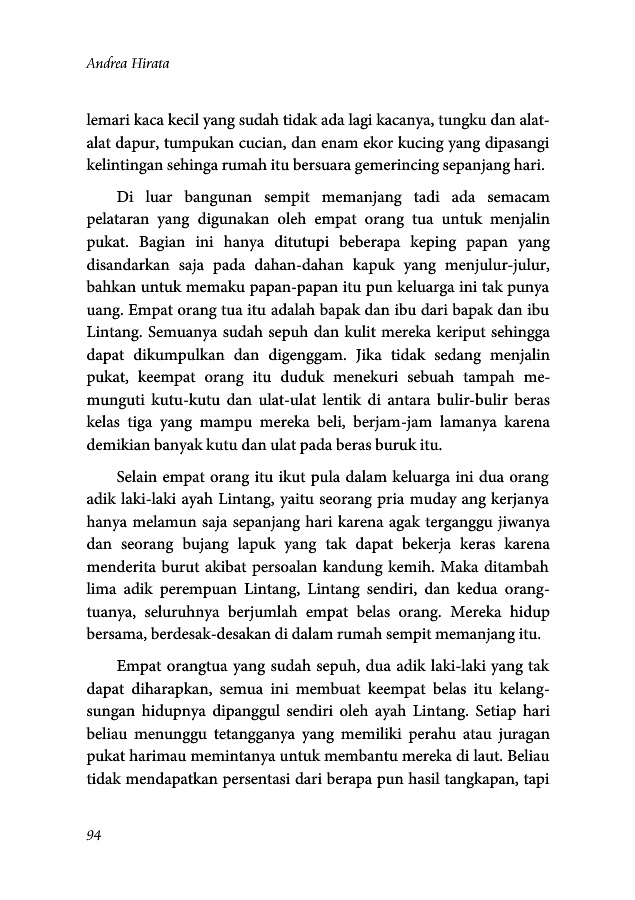 Andrea Hirata
lemari kaca kecil yang sudah tidak ada lagi kacanya, tungku dan alat-
alat dapur, tumpukan cucian, dan enam ekor kucing yang dipasangi
kelintingan sehinga rumah itu bersuara gemerincing sepanjang hari.
Di luar bangunan sempit memanjang tadi ada semacam
pelataran yang digunakan oleh empat orang tua untuk menjalin
pukat. Bagian ini hanya ditutupi beberapa keping papan yang
disandarkan saja pada dahan-dahan kapuk yang menjulur-julur,
bahkan untuk memaku papan-papan itu pun keluarga ini tak punya
uang. Empat orang tua itu adalah bapak dan ibu dari bapak dan ibu
Lintang. Semuanya sudah sepuh dan kulit mereka keriput sehingga
dapat dikumpulkan dan digenggam. Jika tidak sedang menjalin
pukat, keempat orang itu duduk menekuri sebuah tampah me-
munguti kutu-kutu dan ulat-ulat lentik di antara bulir-bulir beras
kelas tiga yang mampu mereka beli, berjam-jam lamanya karena
demikian banyak kutu dan ulat pada beras buruk itu.
Selain empat orang itu ikut pula dalam keluarga ini dua orang
adik laki-laki ayah Lintang, yaitu seorang pria muday ang kerjanya
hanya melamun saja sepanjang hari karena agak terganggu jiwanya
dan seorang bujang lapuk yang tak dapat bekerja keras karena
menderita burut akibat persoalan kandung kemih. Maka ditambah
lima adik perempuan Lintang, Lintang sendiri, dan kedua orang-
tuanya, seluruhnya berjumlah empat belas orang. Mereka hidup
bersama, berdesak-desakan di dalam rumah sempit memanjang itu.
Empat orangtua yang sudah sepuh, dua adik laki-laki yang tak
dapat diharapkan, semua ini membuat keempat belas itu kelang-
sungan hidupnya dipanggul sendiri oleh ayah Lintang. Setiap hari
beliau menunggu tetangganya yang memiliki perahu atau juragan
pukat harimau memintanya untuk membantu mereka di laut. Beliau
tidak mendapatkan persentasi dari berapa pun hasil tangkapan, tapi
94